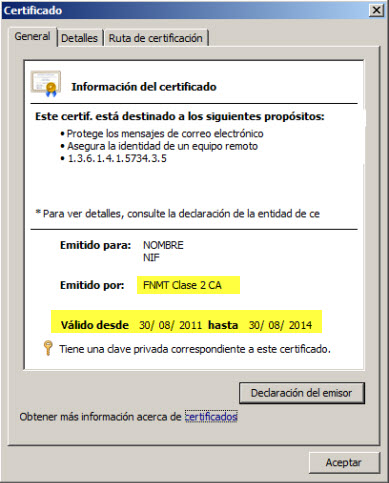 Certificado
General Detalles Ruta de certificación
Información del certificado
Este certif. está destinado a los siguientes propósitos:
• Protege los mensajes de correo electrónico
• Asegura la identidad de un equipo remoto
• 1.3.6.1.4.1.5734.3.5
* Para ver detalles, consulte la declaración de la entidad de ce
Emitido para: NOMBRE
NIF
Emitido por: FNMT Clase 2 CA
Válido desde 30/ 08/ 2011 hasta 30/ 08/ 2014
Tiene una clave privada correspondiente a este certificado.
Declaración del emisor
Obtener más información acerca de certificados
Aceptar